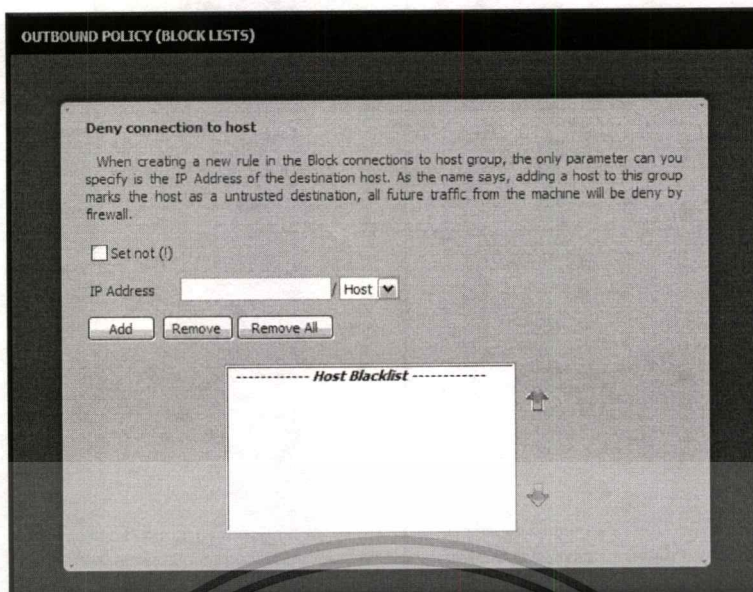 OUTBOUND POLICY (BLOCK LISTS)
Deny connection to host
When creating a new rule in the Block connections to host group, the only parameter can you
specify is the IP Address of the destination host. As the name says, adding a host to this group
marks the host as a untrusted destination, all future traffic from the machine will be deny by
firewall.
Set not (!)
IP Address / Host
Add Remove Remove All
------------ Host Blacklist ------------